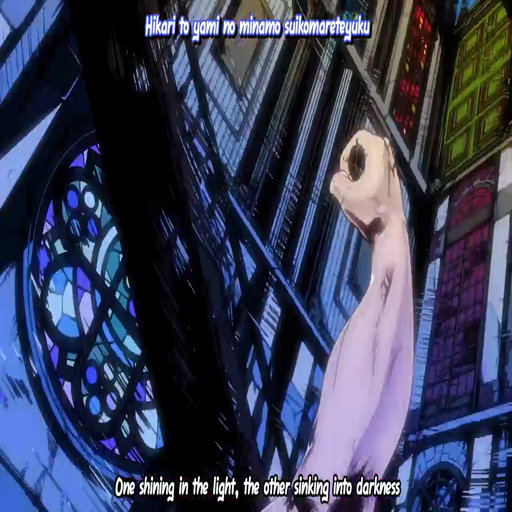 Hikari to yami no minamo suikomareteyuku
One shining in the light, the other sinking into darkness